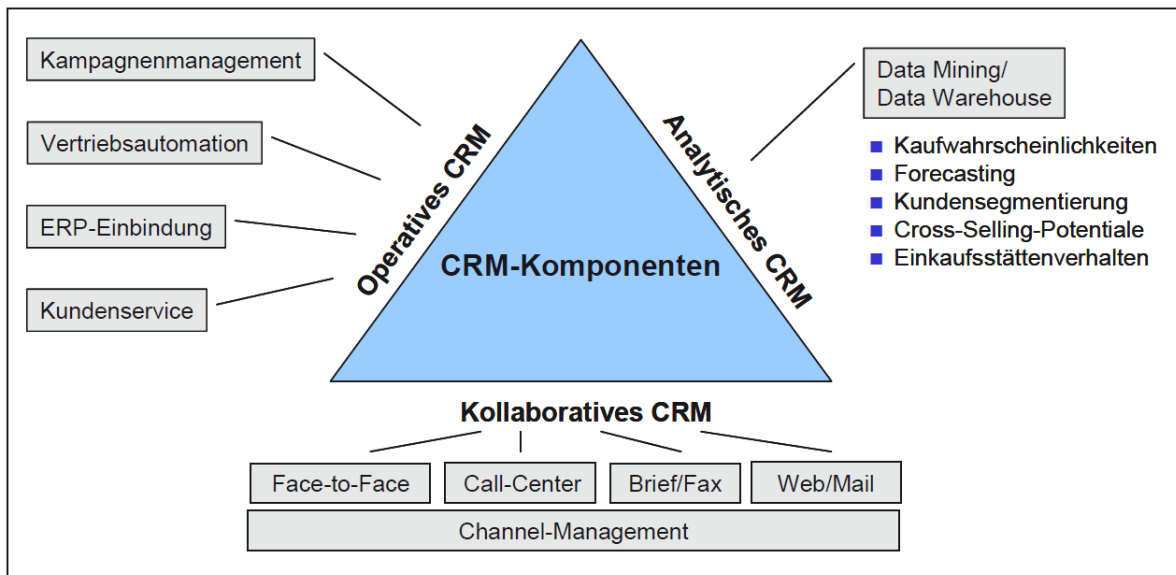 Kampagnenmanagement
Vertriebsautomation
ERP-Einbindung
Kundenservice
Operatives CRM
CRM-Komponenten
Analytisches CRM
Data Mining/
Data Warehouse
Kaufwahrscheinlichkeiten
Forecasting
Kundensegmentierung
Cross-Selling-Potentiale
Einkaufsstättenverhalten
Kollaboratives CRM
Face-to-Face
Call-Center
Brief/Fax
Web/Mail
Channel-Management